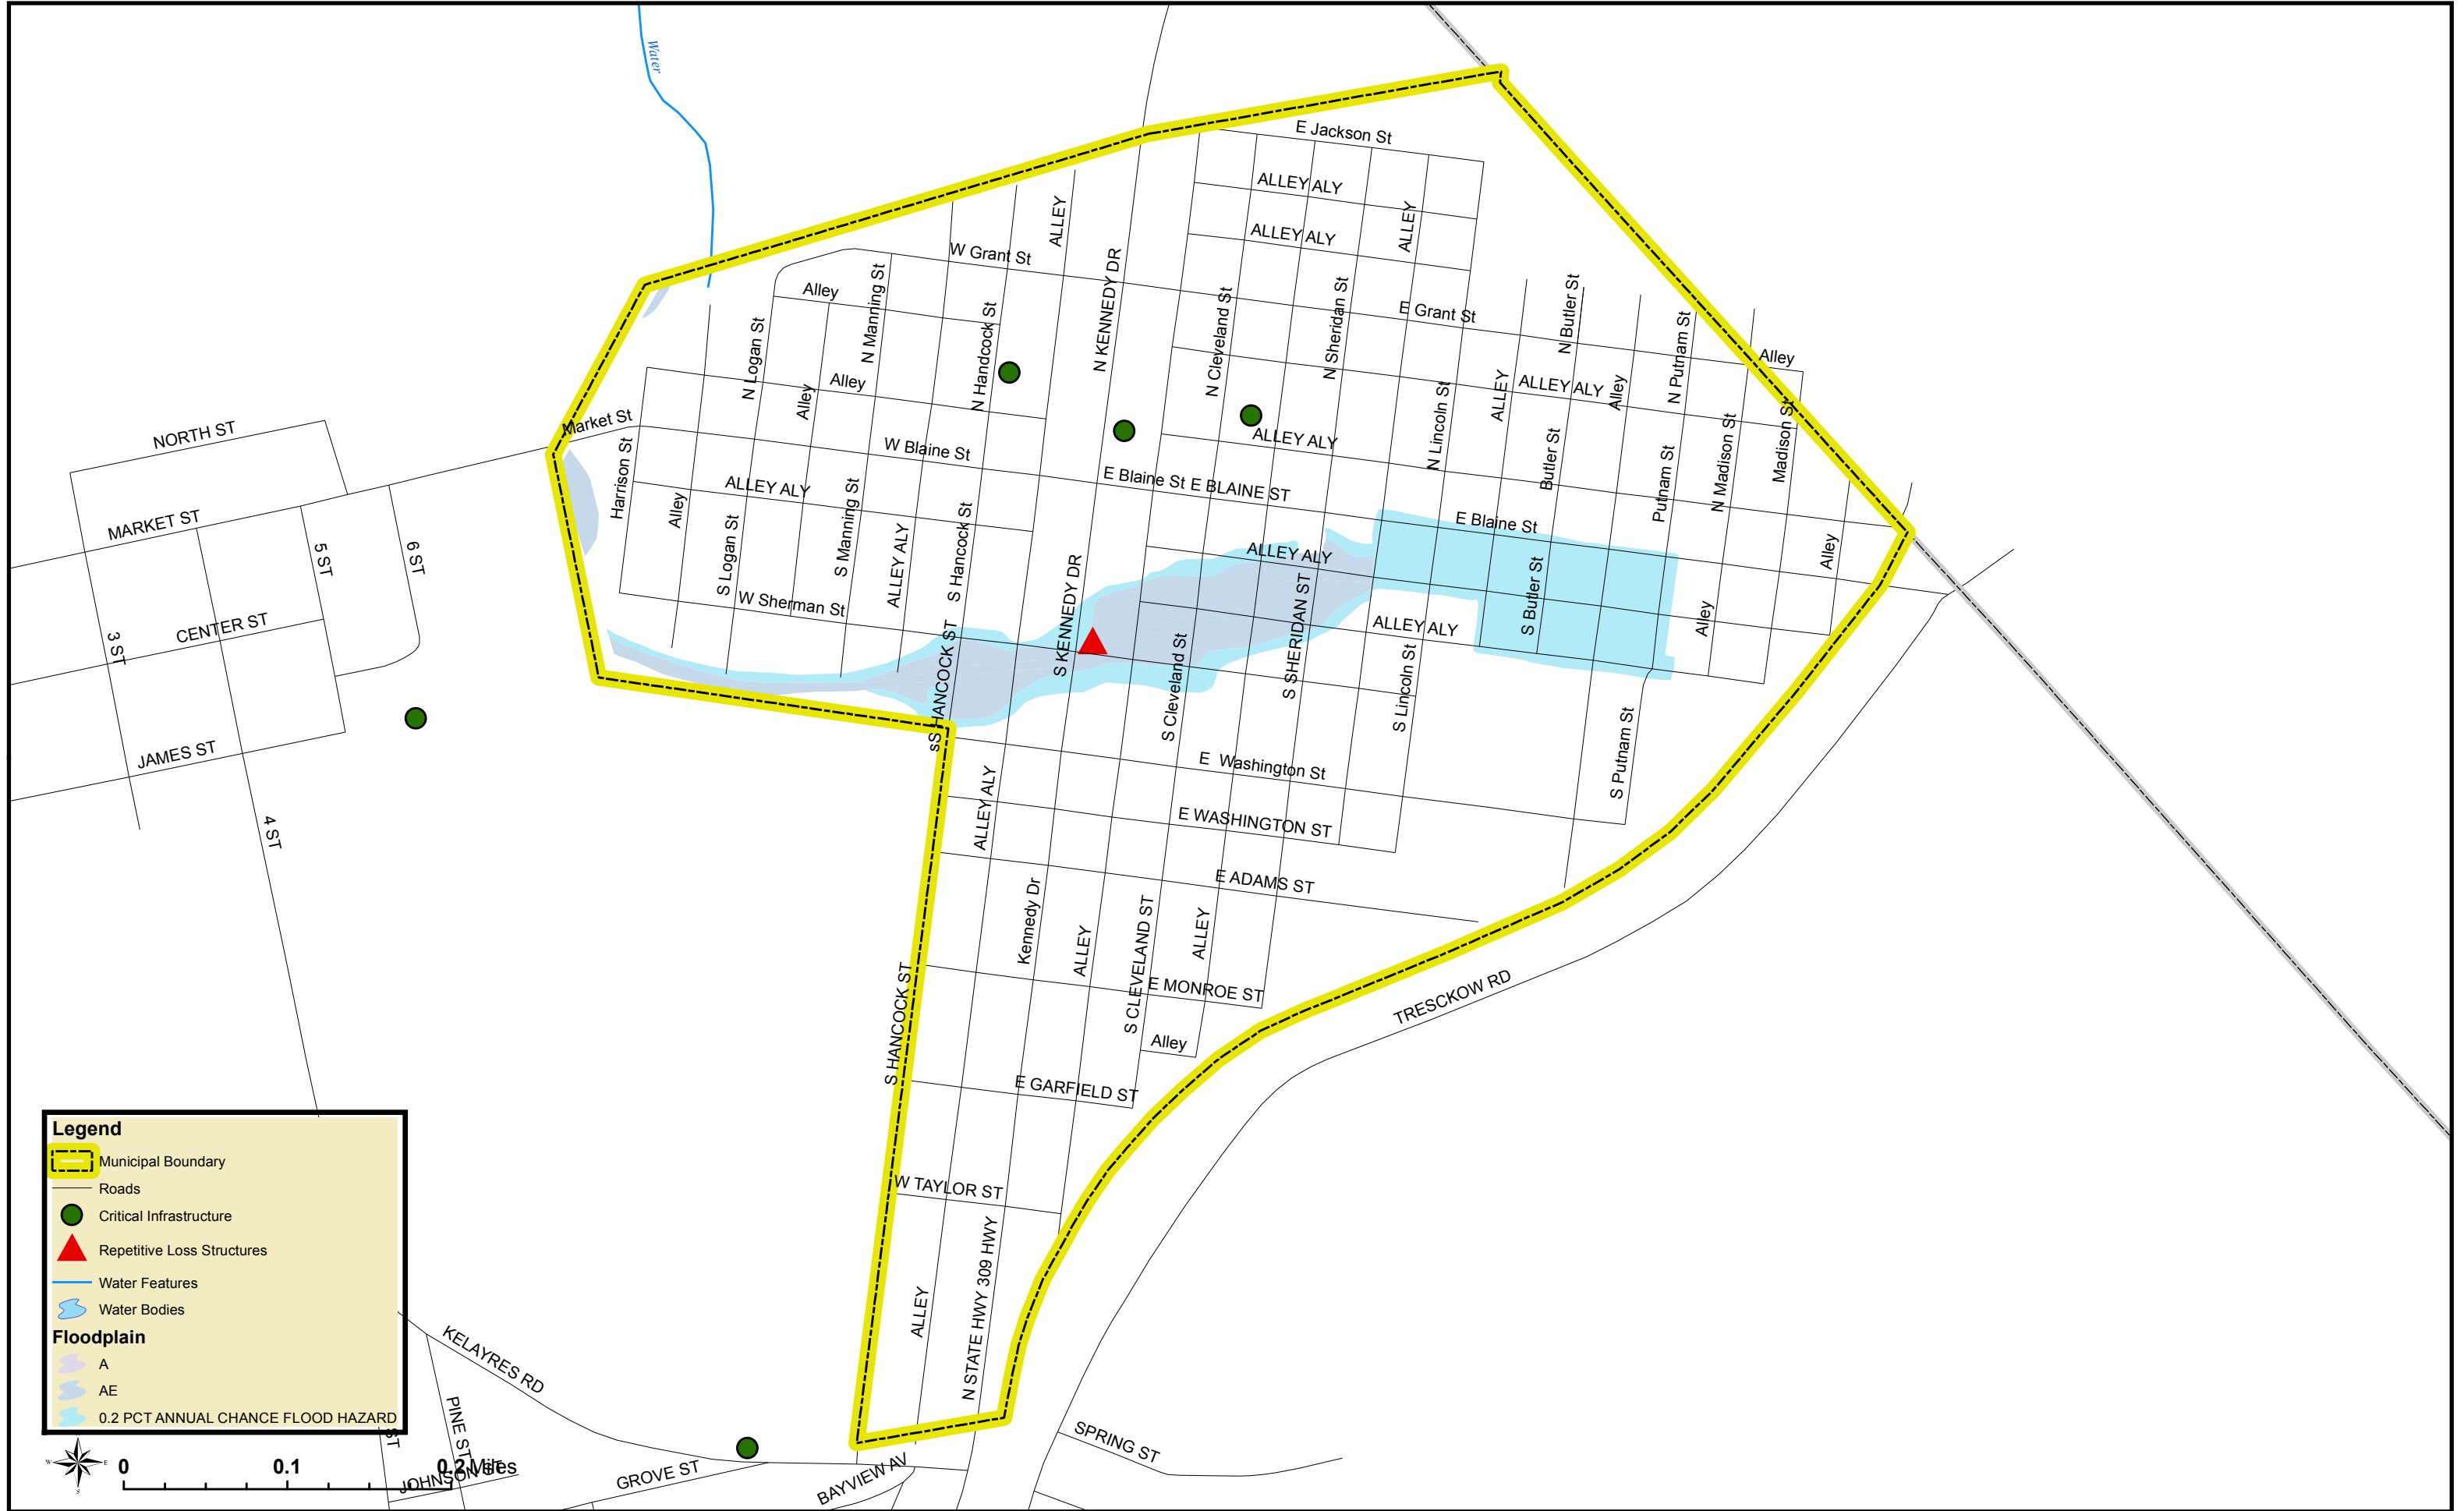 Water
E Jackson St
ALLEY ALY
ALLEY
ALLEY
ALLEY ALY
W Grant St
N KENNEDY DR
N Manning St
Alley
N Handcock St
N Cleveland St
N Sheridan St
E Grant St
N Butler St
N Logan St
N Putnam St
Alley
Alley
Alley
ALLEY
ALLEY ALY
Alley
N Lincoln St
Madison St
Market St
NORTH ST
Harrison St
W Blaine St
ALLEY ALY
Butler St
Putnam St
N Madison St
E Blaine St
E BLAINE ST
ALLEY ALY
Alley
S Manning St
S Hancock St
E Blaine St
MARKET ST
5 ST
6 ST
S Logan St
ALLEY ALY
S KENNEDY DR
ALLEY ALY
Alley
S Butler St
W Sherman St
S SHERIDAN ST
ALLEY ALY
Alley
CENTER ST
3 ST
S HANCOCK ST
sS
S Cleveland St
S Lincoln St
JAMES ST
E  Washington St
S Putnam St
4 ST
ALLEY ALY
E WASHINGTON ST
E ADAMS ST
Kennedy Dr
ALLEY
S CLEVELAND ST
ALLEY
E MONROE ST
TRESCKOW RD
S HANCOCK ST
Alley
E GARFIELD ST
W TAYLOR ST
N STATE HWY 309 HWY
ALLEY
Legend
Municipal Boundary
Roads
Critical Infrastructure
Repetitive Loss Structures
Water Features
Water Bodies
Floodplain
A
AE
0.2 PCT ANNUAL CHANCE FLOOD HAZARD
KELAYRES RD
PINE ST
ST
SPRING ST
N
W
E
S
0
0.1
0.2 Miles
JOHNSON ST
GROVE ST
BAYVIEW AV